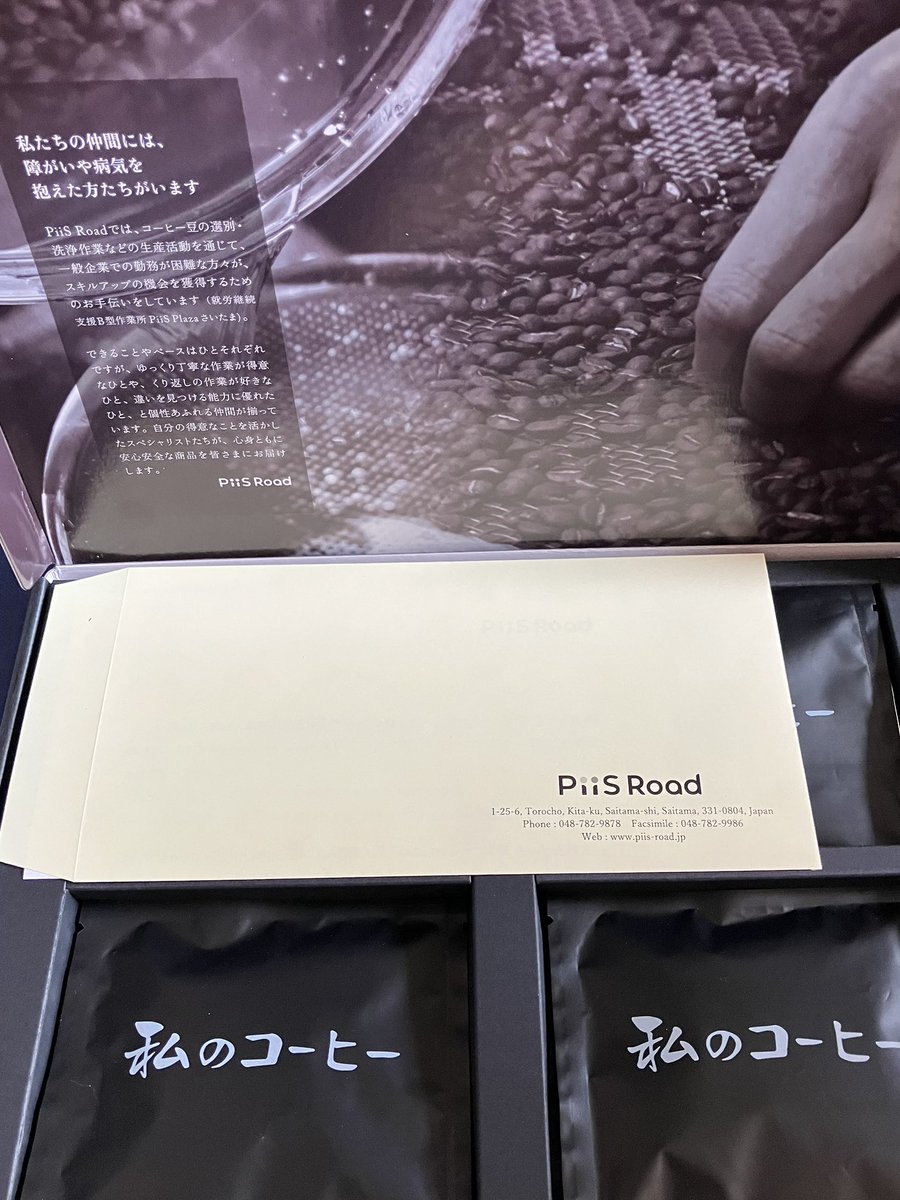 私たちの仲間には、
障がいや病気を
抱えた方たちがいます
PiiS Roadでは、コーヒー豆の選別・
洗浄作業などの生産活動を通じて、
一般企業での勤務が困難な方々が、
スキルアップの機会を獲得するため
のお手伝いをしています（就労継続
支援B型作業所 PiiS Plaza さいたま）。
できることやペースはひとそれぞれ
ですが、ゆっくり丁寧な作業が得意
なひとや、くり返しの作業が好きな
ひと、違いを見つける能力に優れた
ひと、と個性あふれる仲間が揃って
います。自分の得意なことを活かし
たスペシャリストたちが、心身ともに
安心安全な商品を皆さまにお届け
します。
PiiS Road
PiiS Road
PiiS Road
1-25-6, Torocho, Kita-ku, Saitama-shi, Saitama, 331-0804, Japan
Phone : 048-782-9878 Facsimile : 048-782-9986
Web : www.piis-road.jp
ヒー
私のコーヒー
私のコーヒー